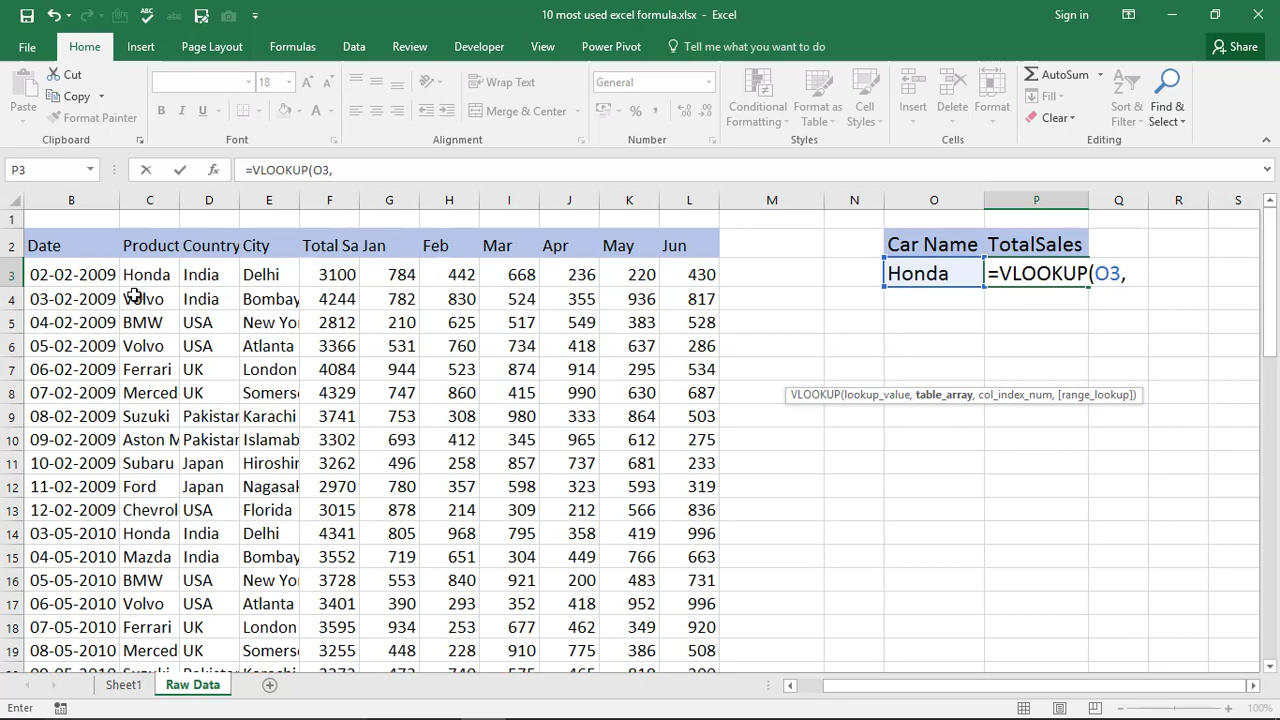 10 most used excel formula.xlsx - Excel
Sign in
File Home Insert Page Layout Formulas Data Review Developer View Power Pivot Tell me what you want to do Share
Paste Cut Copy Format Painter Clipboard
18 B I U Font
Wrap Text Merge & Center Alignment
General % Number
Conditional Formatting Format as Table Cell Styles Styles
Insert Delete Format Cells
AutoSum Fill Clear Sort & Filter Find & Select Editing
P3 fx =VLOOKUP(O3,
B C D E F G H I J K L M N O P Q R S
1
2 Date Product Country City Total Sa Jan Feb Mar Apr May Jun Car Name TotalSales
3 02-02-2009 Honda India Delhi 3100 784 442 668 236 220 430 Honda =VLOOKUP(O3,
4 03-02-2009 Volvo India Bombay 4244 782 830 524 355 936 817
5 04-02-2009 BMW USA New Yo 2812 210 625 517 549 383 528
6 05-02-2009 Volvo USA Atlanta 3366 531 760 734 418 637 286
7 06-02-2009 Ferrari UK London 4084 944 523 874 914 295 534
8 07-02-2009 Merced UK Somers 4329 747 860 415 990 630 687
VLOOKUP(lookup_value, table_array, col_index_num, [range_lookup])
9 08-02-2009 Suzuki Pakistar Karachi 3741 753 308 980 333 864 503
10 09-02-2009 Aston M Pakistar Islamab 3302 693 412 345 965 612 275
11 10-02-2009 Subaru Japan Hiroshir 3262 496 258 857 737 681 233
12 11-02-2009 Ford Japan Nagasak 2970 780 357 598 323 593 319
13 12-02-2009 Chevrol USA Florida 3015 878 214 309 212 566 836
14 03-05-2010 Honda India Delhi 4341 805 968 795 358 419 996
15 04-05-2010 Mazda India Bombay 3552 719 651 304 449 766 663
16 05-05-2010 BMW USA New Yo 3728 553 840 921 200 483 731
17 06-05-2010 Volvo USA Atlanta 3401 390 293 352 418 952 996
18 07-05-2010 Ferrari UK London 3595 934 253 677 462 349 920
19 08-05-2010 Merced UK Somers 3255 448 228 910 775 386 508
Sheet1 Raw Data
Enter 100%